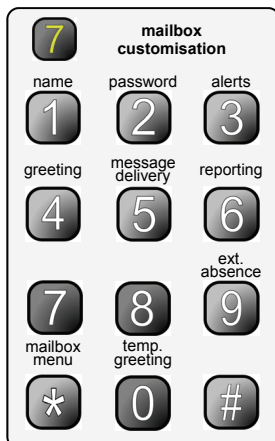 7
mailbox
customisation
name password alerts
1 2 3
greeting message
delivery reporting
4 5 6
ext.
absence
7 8 9
mailbox
menu temp.
greeting
* 0 #